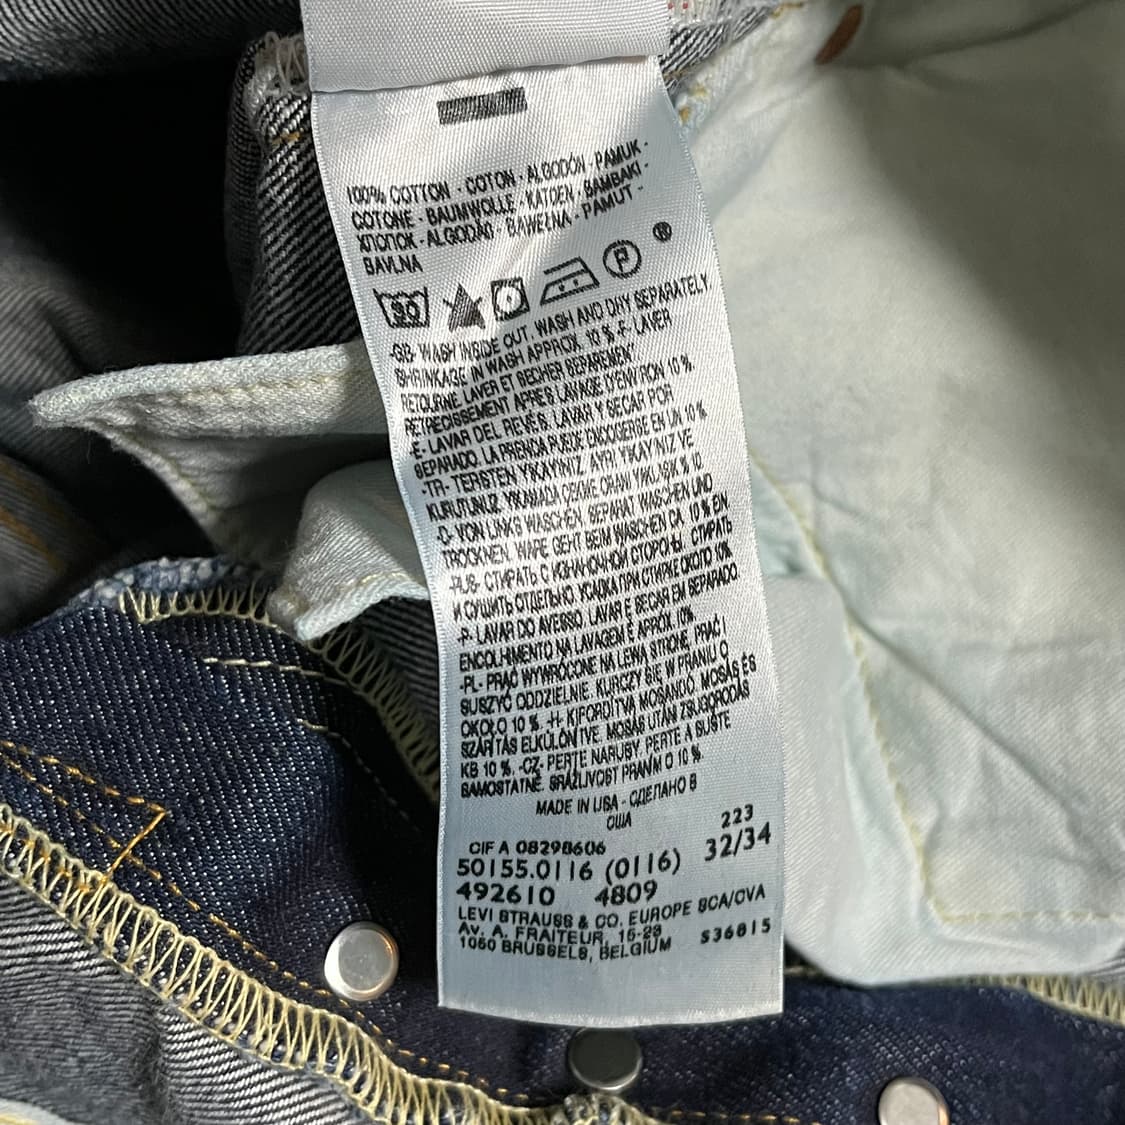 100% COTTON - COTON - ALGODÓN - PAMUK -
COTONE - BAUMWOLLE - KATOEN - BAMBAKI -
ХЛОПОК - ALGODÃO - BAWEŁNA - PAMUT -
BAVLNA
30 P ®
-GB- WASH INSIDE OUT. WASH AND DRY SEPARATELY.
SHRINKAGE IN WASH APPROX. 10 %.-F- LAVER
RETOURNE LAVER ET SECHER SEPAREMENT.
RETRECISSEMENT APRES LAVAGE D'ENVIRON 10 %
-E- LAVAR DEL REVÉS. LAVAR Y SECAR POR
SEPARADO. LA PRENDA PUEDE ENCOGERSE EN UN 10 %
-TR- TERSTEN YIKAYINIZ. AYRI YIKAYINIZ VE
KURUTUNUZ. YIKAMADA ÇEKME ORANI YAKLAŞIK % 10
-D- VON LINKS WASCHEN. SEPARAT WASCHEN UND
TROCKNEN. WARE GEHT BEIM WASCHEN CA. 10 % EIN
-RUS- СТИРАТЬ С ИЗНАНОЧНОЙ СТОРОНЫ. СТИРАТЬ
И СУШИТЬ ОТДЕЛЬНО. УСАДКА ПРИ СТИРКЕ ОКОЛО 10%
-P- LAVAR DO AVESSO. LAVAR E SECAR EM SEPARADO.
ENCOLHIMENTO NA LAVAGEM E APROX. 10%
-PL- PRAĆ WYWRÓCONE NA LEWĄ STRONĘ. PRAĆ I
SUSZYĆ ODDZIELNIE. KURCZY SIĘ W PRANIU O
OKOŁO 10 %. -H- KIFORDÍTVA MOSANDÓ. MOSÁS ÉS
SZÁRÍTÁS ELKÜLÖNÍTVE. MOSÁS UTÁN ZSUGORODÁS
KB 10 %. -CZ- PERTE NARUBY. PERTE A SUŠTE
SAMOSTATNĚ. SRÁŽLIVOST PRANÍM O 10 %.
MADE IN USA - СДЕЛАНО В
США
223
CIF A 08298606 32/34
50155.0116 (0116)
492610 4809
LEVI STRAUSS & CO. EUROPE SCA/CVA
Av. A. FRAITEUR, 15-23
1050 BRUSSELS, BELGIUM S36815